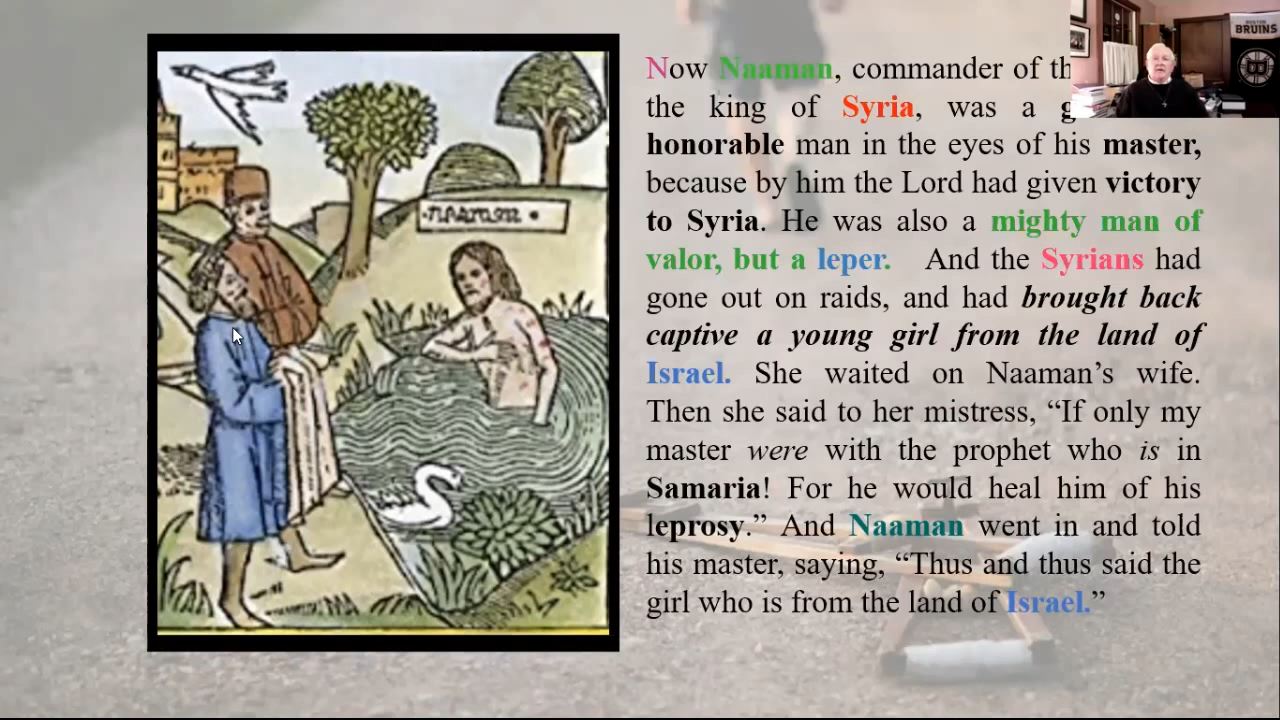 Now Naaman, commander of
the king of Syria, was a
honorable man in the eyes of his master,
because by him the Lord had given victory
to Syria. He was also a mighty man of
valor, but a leper. And the Syrians had
gone out on raids, and had brought back
captive a young girl from the land of
Israel. She waited on Naaman’s wife.
Then she said to her mistress, “If only my
master were with the prophet who is in
Samaria! For he would heal him of his
leprosy.” And Naaman went in and told
his master, saying, “Thus and thus said the
girl who is from the land of Israel.”
BRUINS